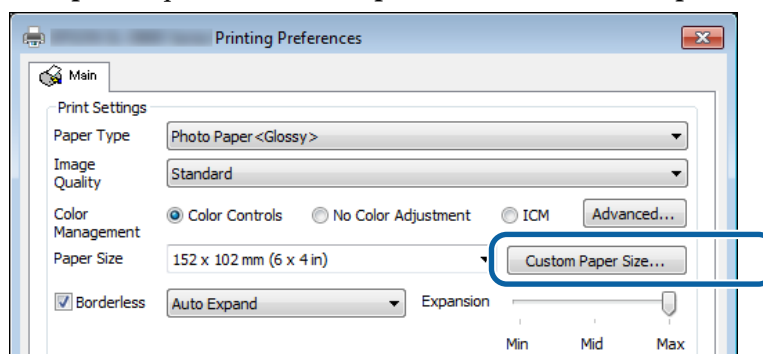 Printing Preferences
Main
Print Settings
Paper Type Photo Paper<Glossy>
Image Quality Standard
Color Management Color Controls No Color Adjustment ICM Advanced...
Paper Size 152 x 102 mm (6 x 4 in) Custom Paper Size...
Borderless Auto Expand Expansion
Min Mid Max